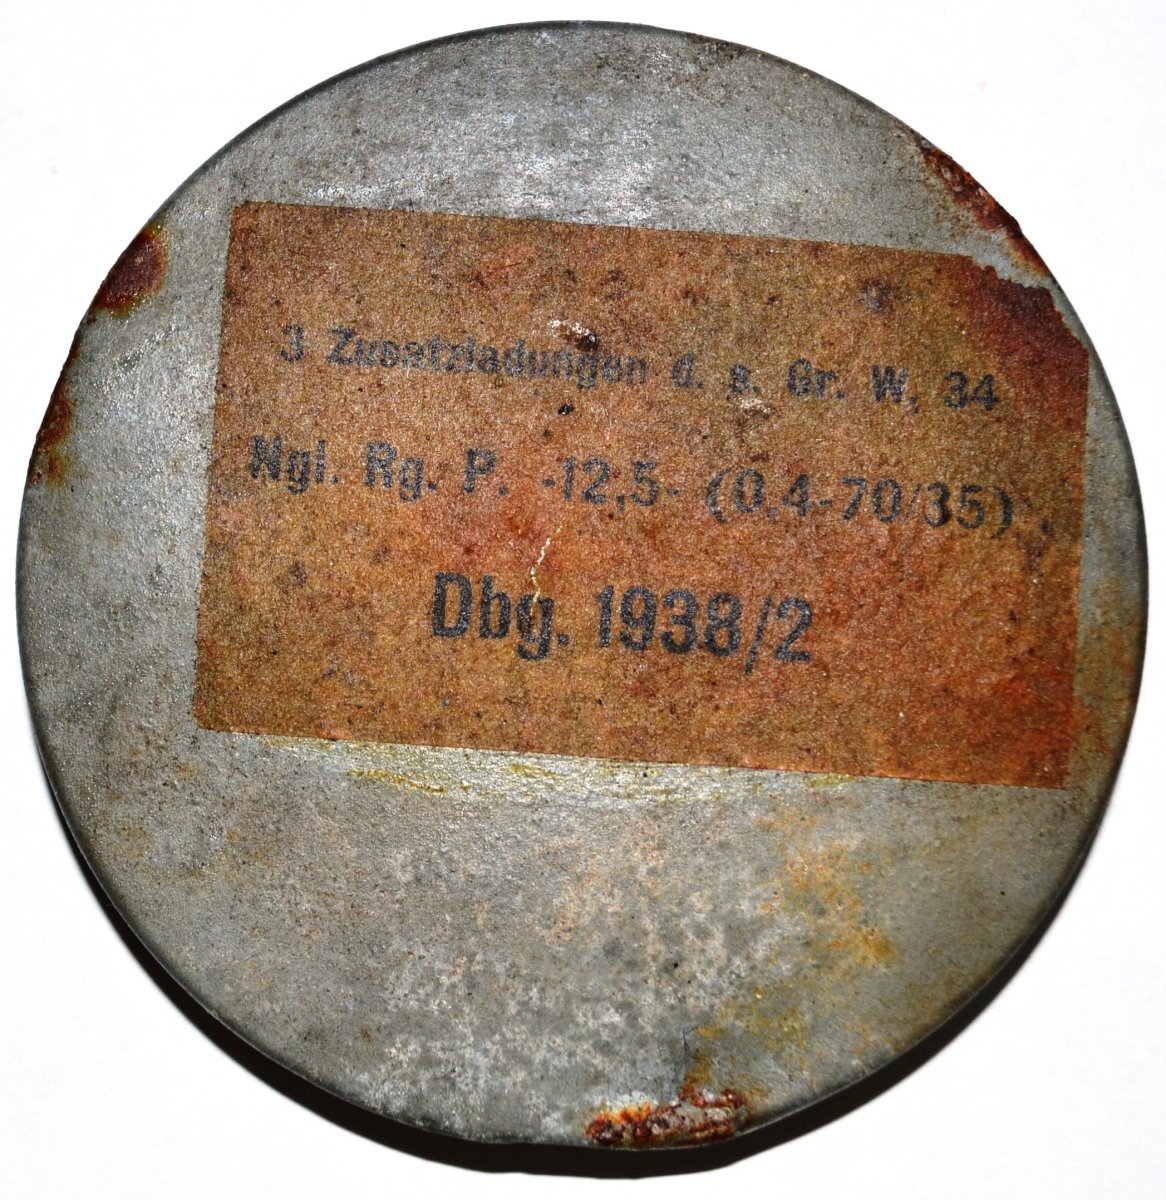 3 Zusatzladungen d. s. Gr. W. 34
Ngl. Rg. P. -12,5- (0,4-70/35)
Dbg. 1938/2